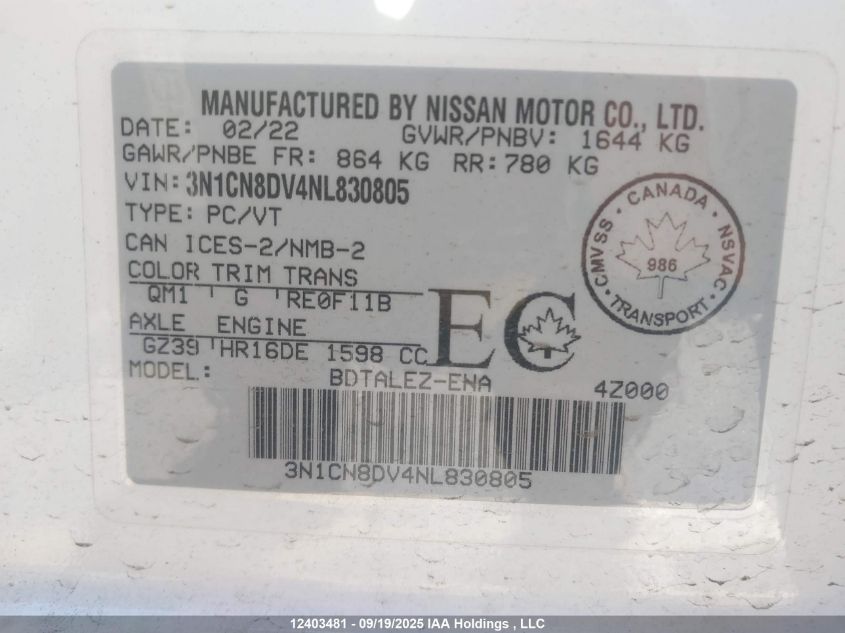 MANUFACTURED BY NISSAN MOTOR CO., LTD.
DATE: 02/22 GVWR/PNBV: 1644 KG
GAWR/PNBE FR: 864 KG RR: 780 KG
VIN: 3N1CN8DV4NL830805
TYPE: PC/VT
CAN ICES-2/NMB-2
COLOR TRIM TRANS
QM1 G RE0F11B
AXLE ENGINE
GZ39 HR16DE 1598 CC
EC
CANADA
CMVSS NSVAC
986
TRANSPORT
MODEL: BDTALEZ-ENA 4Z000
3N1CN8DV4NL830805
12403481 - 09/19/2025 IAA Holdings , LLC